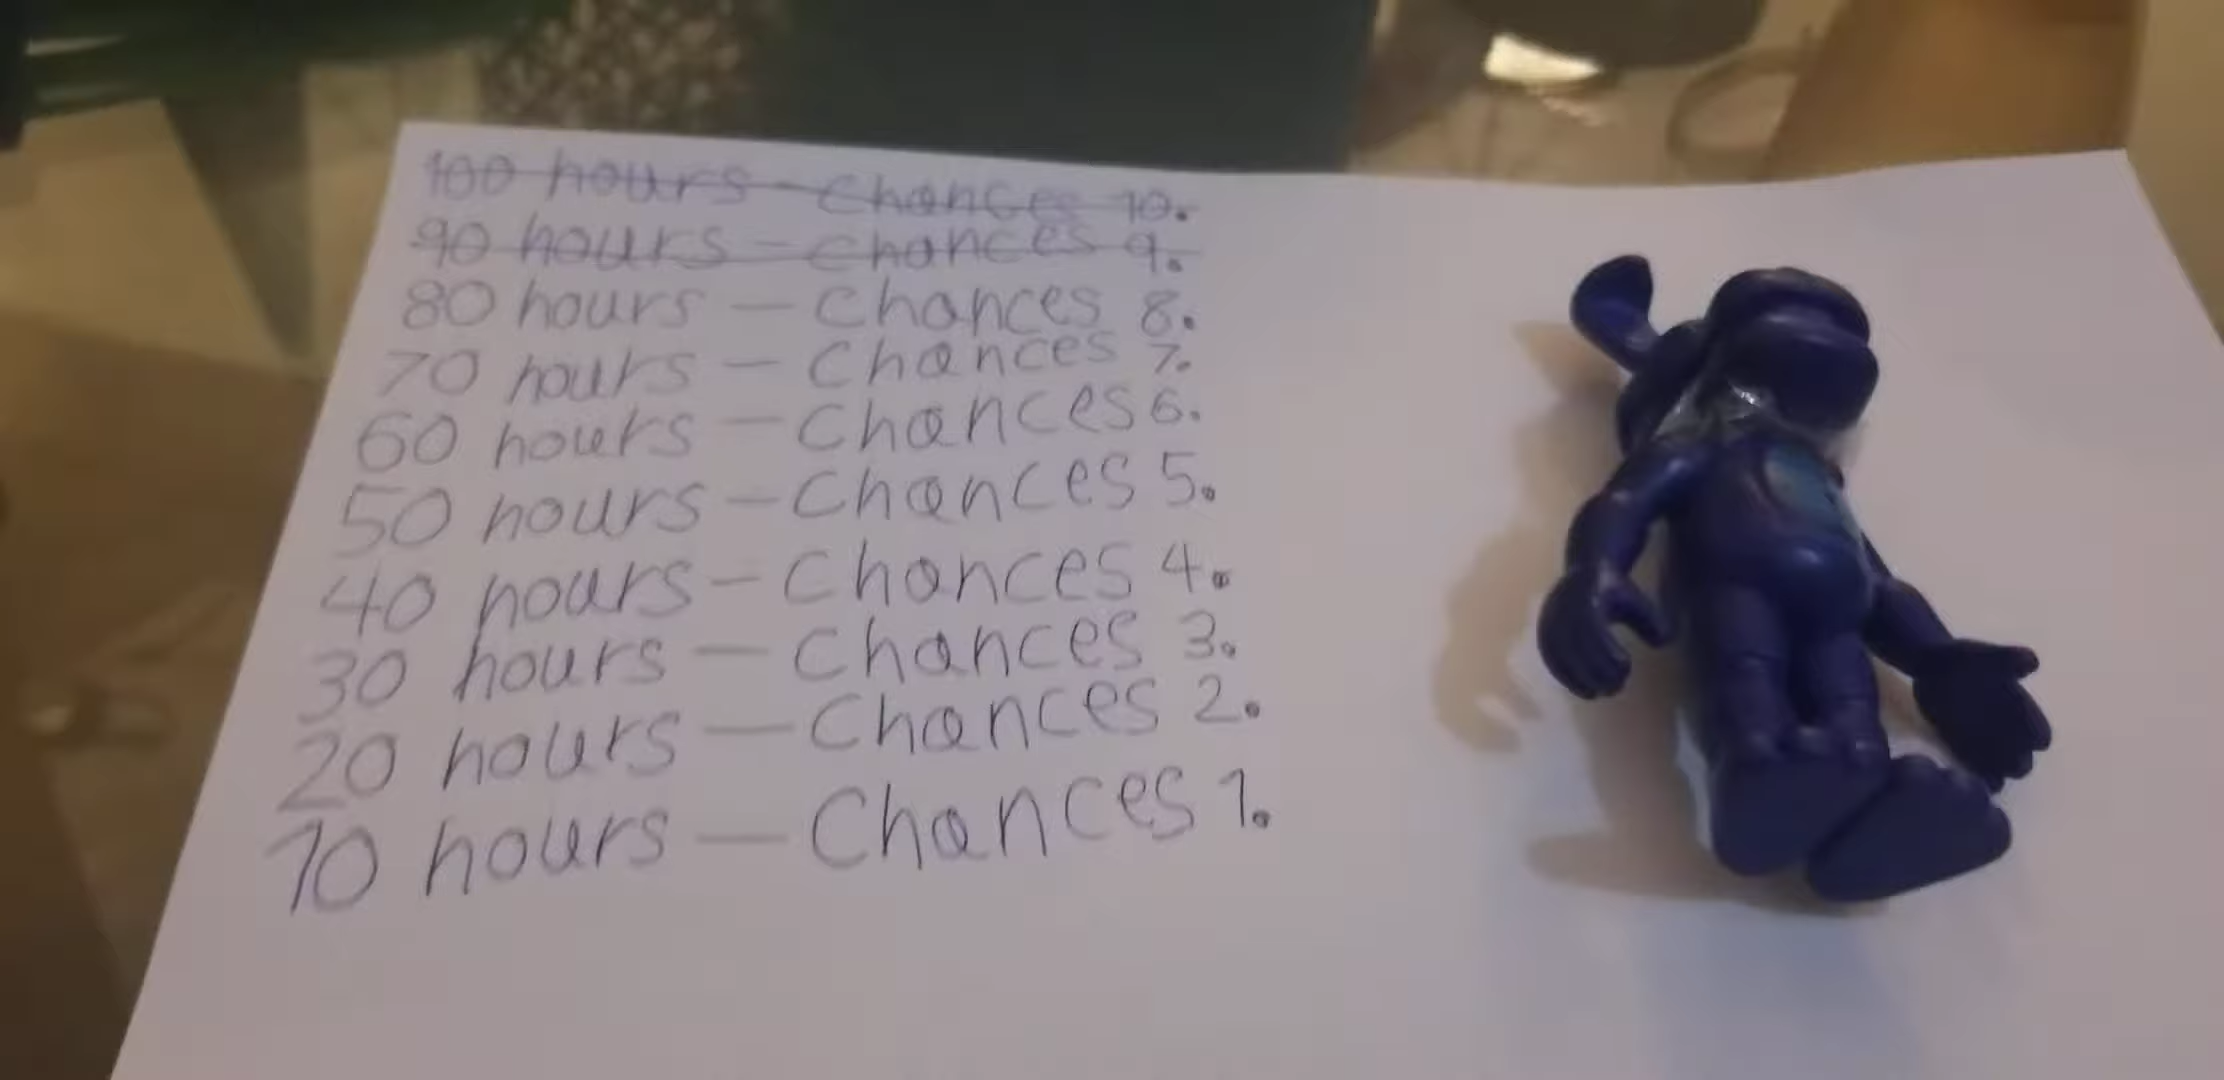 100 hours - Chances 10.
90 hours - Chances 9.
80 hours - Chances 8.
70 hours - Chances 7.
60 hours - Chances 6.
50 hours - Chances 5.
40 hours - Chances 4.
30 hours - Chances 3.
20 hours - Chances 2.
10 hours - Chances 1.